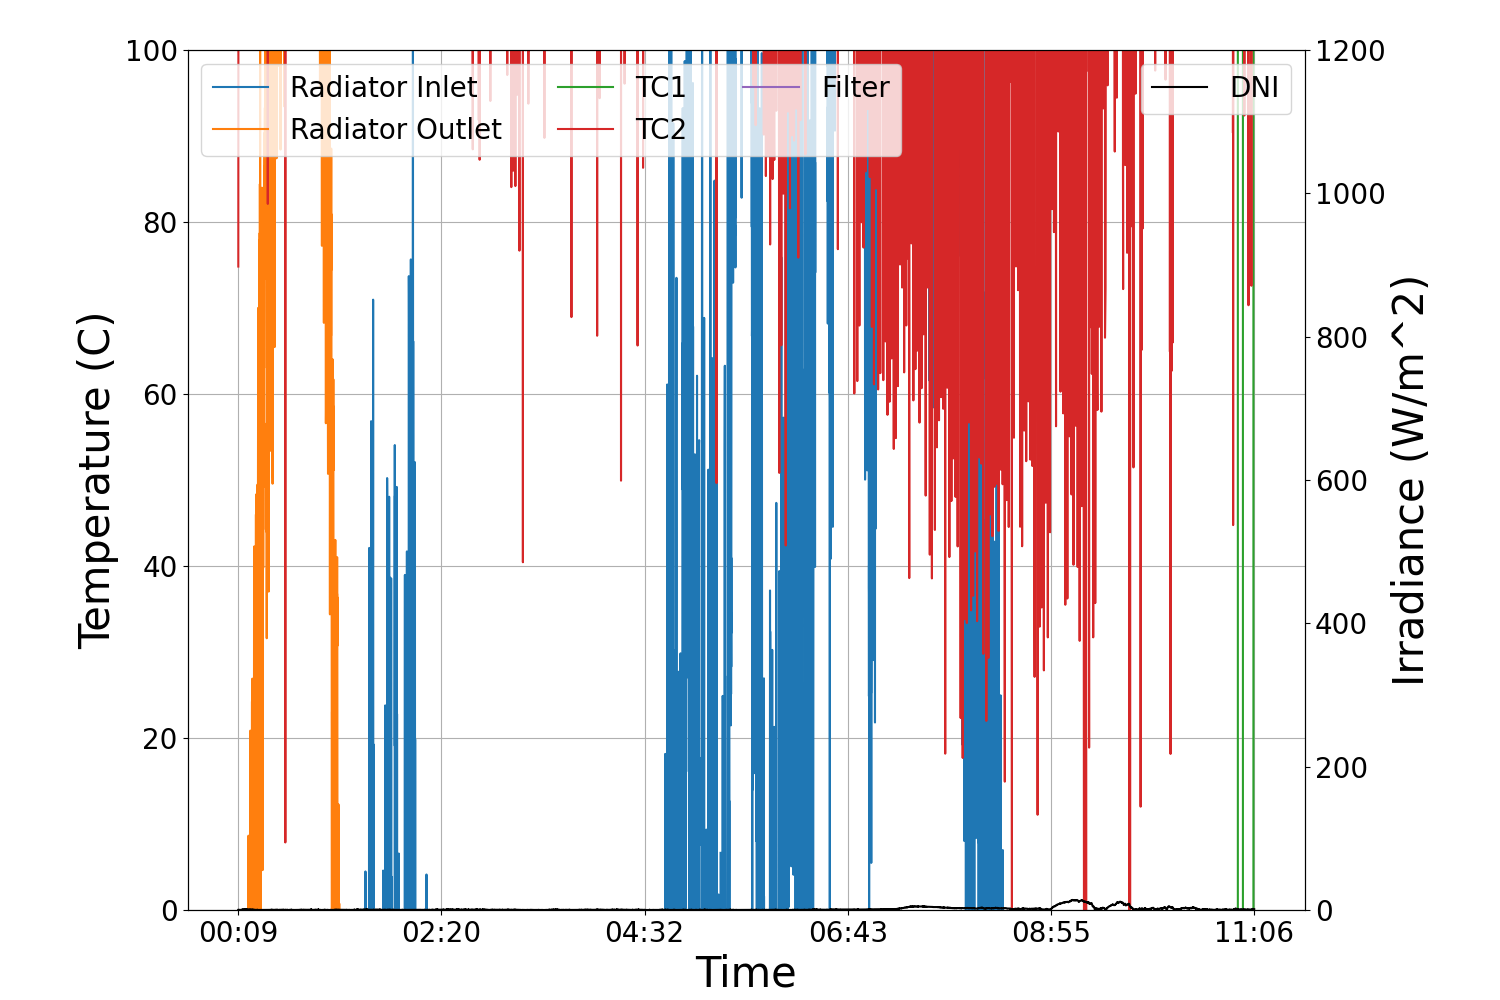 100
80
60
40
20
0
Temperature (C)
Radiator Inlet
Radiator Outlet
TC1
TC2
Filter
DNI
1200
1000
800
600
400
200
0
Irradiance (W/m^2)
00:09
02:20
04:32
06:43
08:55
11:06
Time